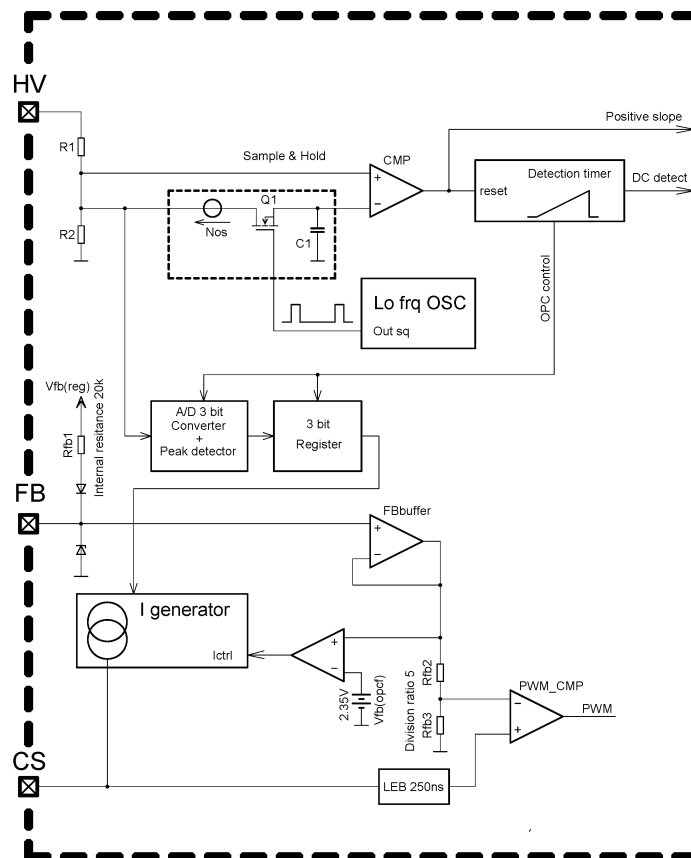 HV
Positive slope
R1
Sample & Hold
CMP
Detection timer
DC detect
reset
Q1
R2
Nos
C1
OPC control
Lo frq OSC
Out sq
Vfb(reg)
Rfb1
Internal resitance 20k
A/D 3 bit
Converter
+
Peak detector
3 bit
Register
FB
FBbuffer
+
−
I generator
Ictrl
+
−
2.35V
Vfb(opcf)
Rfb2
Division ratio 5
Rfb3
PWM_CMP
−
+
PWM
CS
LEB 250ns
+
−